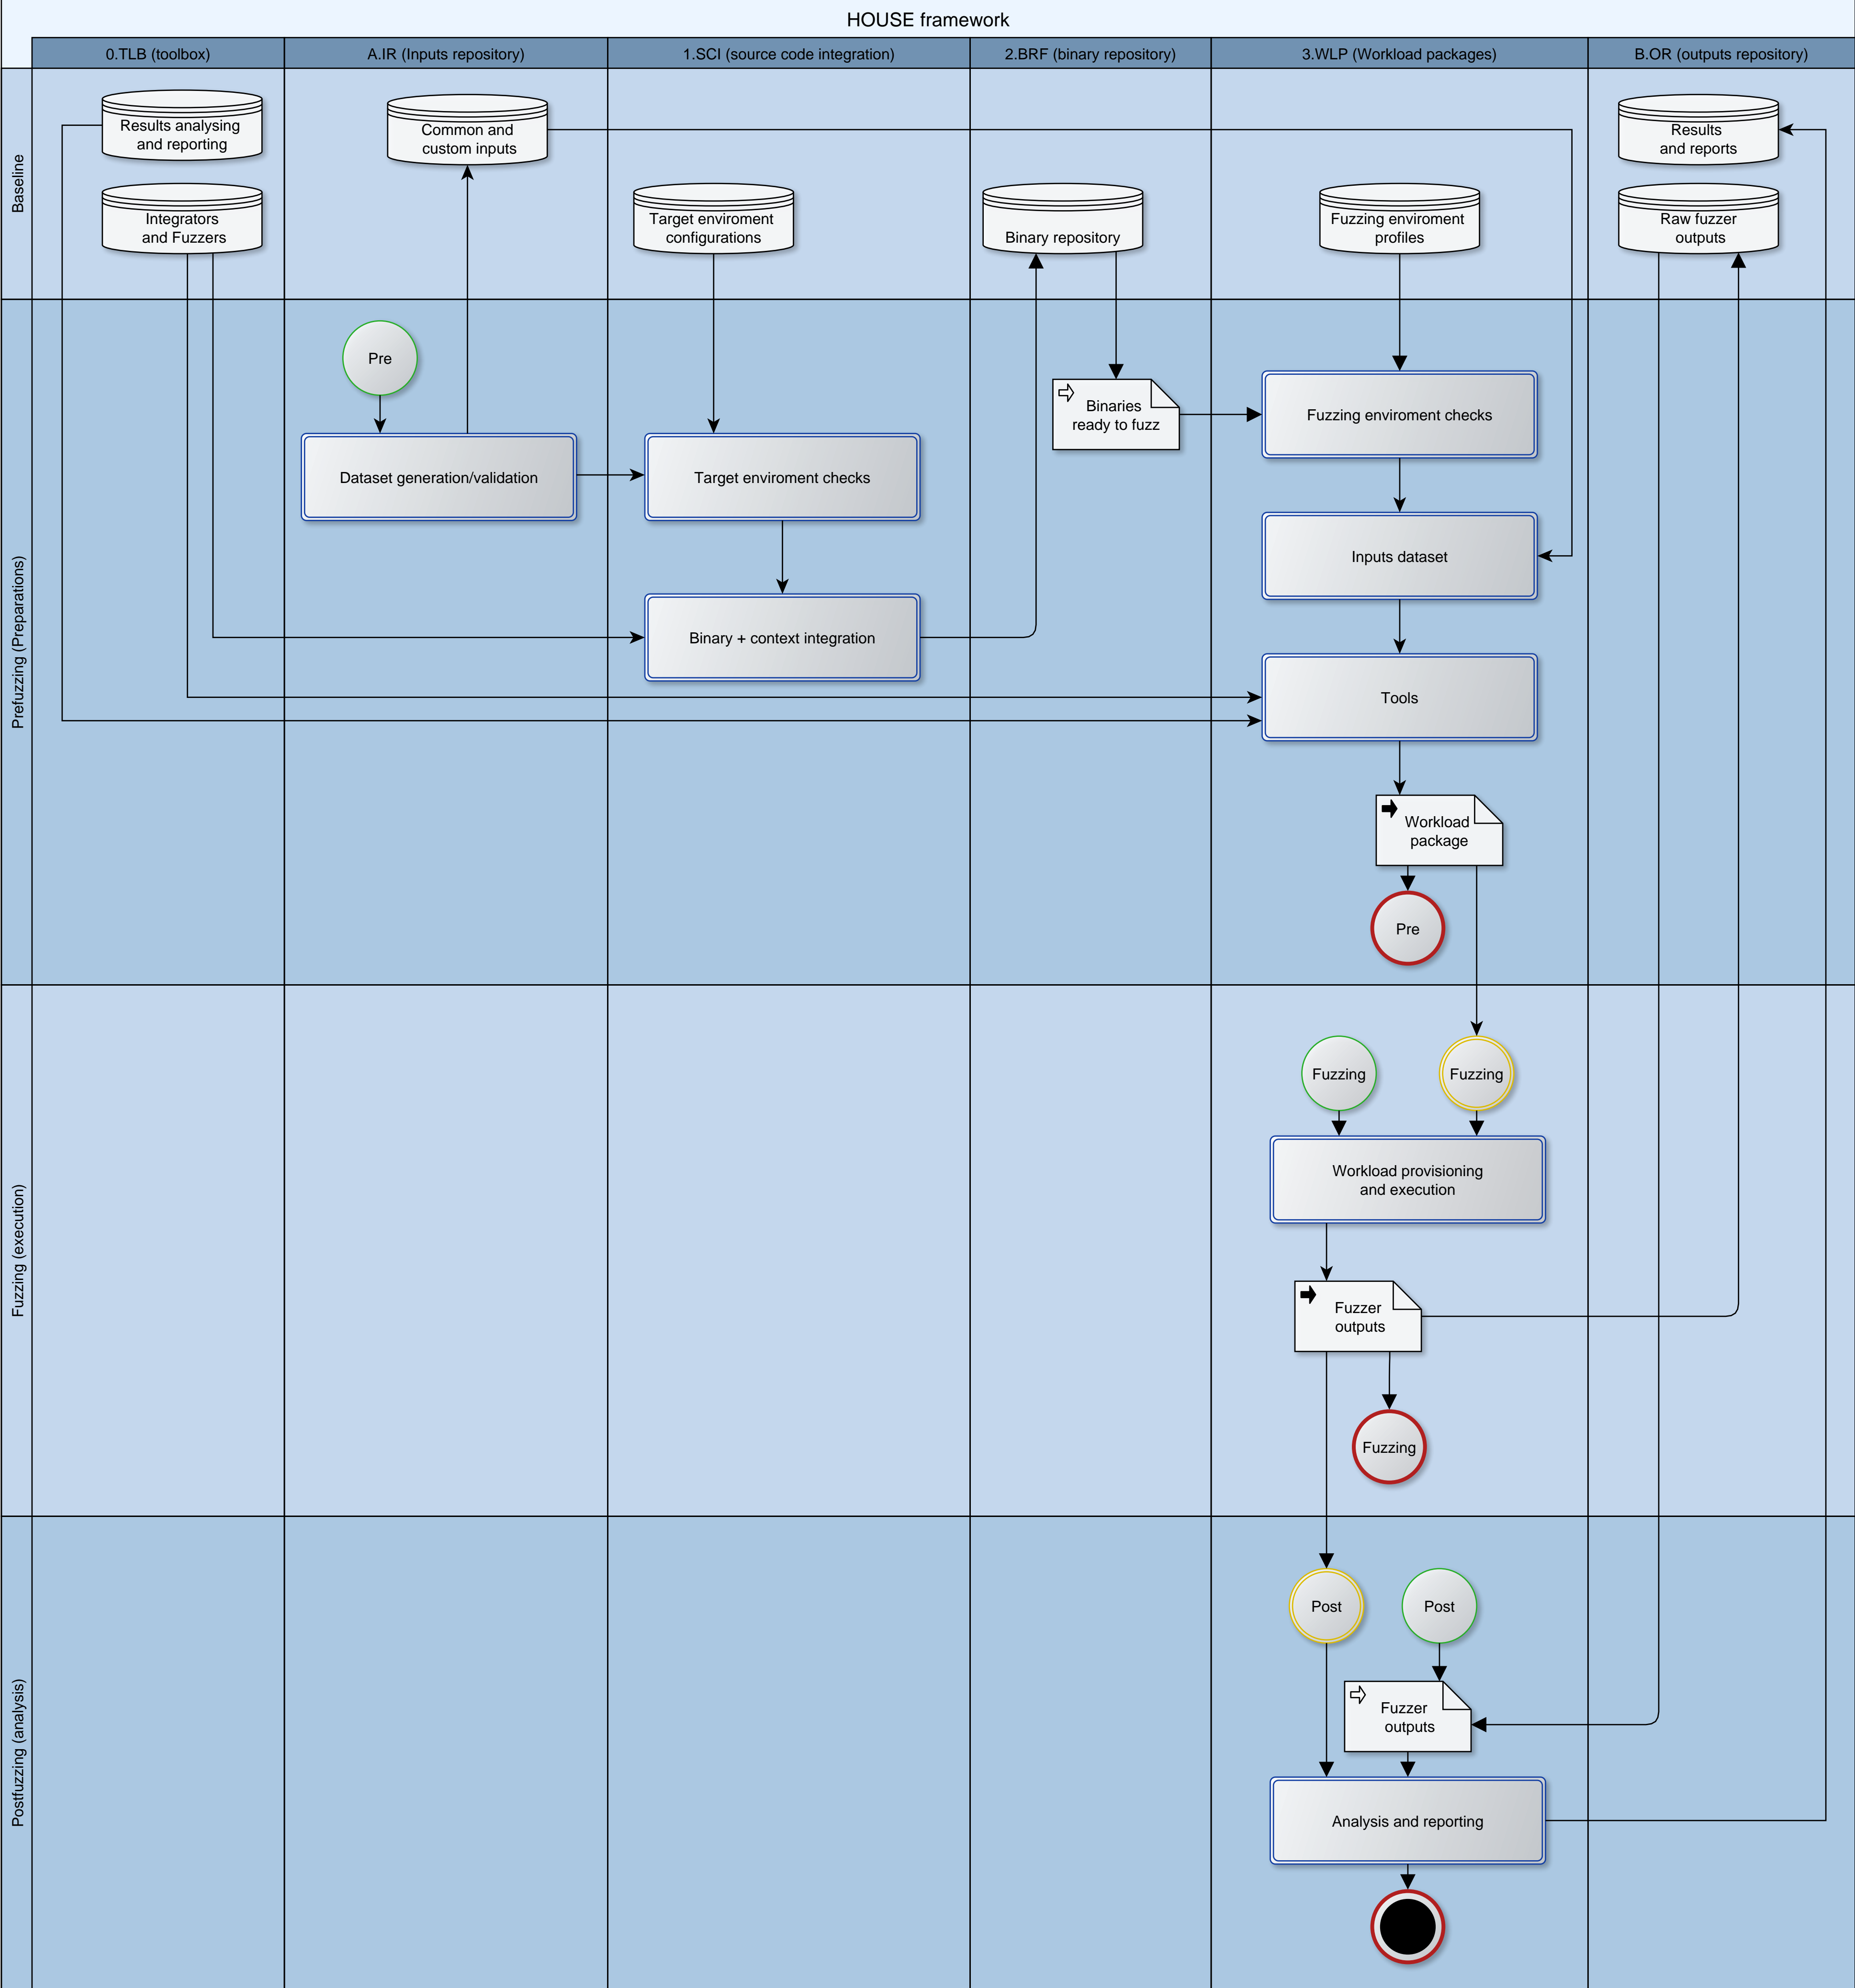 HOUSE framework
0.TLB (toolbox)
A.IR (Inputs repository)
1.SCI (source code integration)
2.BRF (binary repository)
3.WLP (Workload packages)
B.OR (outputs repository)
Baseline
Results analysing
and reporting
Common and
custom inputs
Results
and reports
Integrators
and Fuzzers
Target enviroment
configurations
Binary repository
Fuzzing enviroment
profiles
Raw fuzzer
outputs
Prefuzzing (Preparations)
Pre
Binaries
ready to fuzz
Fuzzing enviroment checks
Dataset generation/validation
Target enviroment checks
Inputs dataset
Binary + context integration
Tools
Workload
package
Pre
Fuzzing (execution)
Fuzzing
Fuzzing
Workload provisioning
and execution
Fuzzer
outputs
Fuzzing
Postfuzzing (analysis)
Post
Post
Fuzzer
outputs
Analysis and reporting